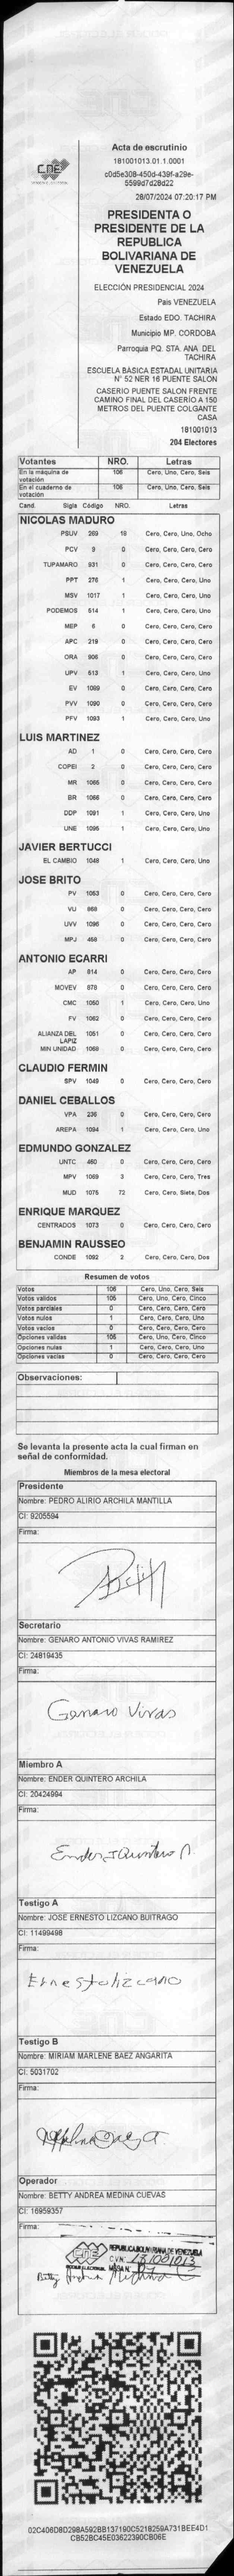 CNE
Acta de escrutinio
181001013.01.1.0001
c0d5e308-450d-439f-a29e-
5599d7d28d22
28/07/2024 07:20:17 PM
PRESIDENTA O
PRESIDENTE DE LA
REPUBLICA
BOLIVARIANA DE
VENEZUELA
ELECCIÓN PRESIDENCIAL 2024
País VENEZUELA
Estado EDO. TACHIRA
Municipio MP. CORDOBA
Parroquia PQ. STA. ANA DEL
TACHIRA
ESCUELA BÁSICA ESTADAL UNITARIA
N° 52 NER 16 PUENTE SALON
CASERIO PUENTE SALON FRENTE
CAMINO FINAL DEL CASERÍO A 150
METROS DEL PUENTE COLGANTE
CASA
181001013
204 Electores
Votantes NRO. Letras
En la máquina de votación 106 Cero, Uno, Cero, Seis
En el cuaderno de votación 106 Cero, Uno, Cero, Seis
Cand. Sigla Código NRO. Letras
NICOLAS MADURO
PSUV 269 18 Cero, Cero, Uno, Ocho
PCV 9 0 Cero, Cero, Cero, Cero
TUPAMARO 931 0 Cero, Cero, Cero, Cero
PPT 276 1 Cero, Cero, Cero, Uno
MSV 1017 1 Cero, Cero, Cero, Uno
PODEMOS 514 1 Cero, Cero, Cero, Uno
MEP 6 0 Cero, Cero, Cero, Cero
APC 219 0 Cero, Cero, Cero, Cero
ORA 906 0 Cero, Cero, Cero, Cero
UPV 513 1 Cero, Cero, Cero, Uno
EV 1089 0 Cero, Cero, Cero, Cero
PVV 1090 0 Cero, Cero, Cero, Cero
PFV 1093 1 Cero, Cero, Cero, Uno
LUIS MARTINEZ
AD 1 0 Cero, Cero, Cero, Cero
COPEI 2 0 Cero, Cero, Cero, Cero
MR 1065 0 Cero, Cero, Cero, Cero
BR 1066 0 Cero, Cero, Cero, Cero
DDP 1091 1 Cero, Cero, Cero, Uno
UNE 1095 1 Cero, Cero, Cero, Uno
JAVIER BERTUCCI
EL CAMBIO 1048 1 Cero, Cero, Cero, Uno
JOSE BRITO
PV 1053 0 Cero, Cero, Cero, Cero
VU 868 0 Cero, Cero, Cero, Cero
UVV 1096 0 Cero, Cero, Cero, Cero
MPJ 458 0 Cero, Cero, Cero, Cero
ANTONIO ECARRI
AP 814 0 Cero, Cero, Cero, Cero
MOVEV 878 0 Cero, Cero, Cero, Cero
CMC 1050 1 Cero, Cero, Cero, Uno
FV 1062 0 Cero, Cero, Cero, Cero
ALIANZA DEL LAPIZ 1051 0 Cero, Cero, Cero, Cero
MIN UNIDAD 1068 0 Cero, Cero, Cero, Cero
CLAUDIO FERMIN
SPV 1049 0 Cero, Cero, Cero, Cero
DANIEL CEBALLOS
VPA 236 0 Cero, Cero, Cero, Cero
AREPA 1094 1 Cero, Cero, Cero, Uno
EDMUNDO GONZALEZ
UNTC 460 0 Cero, Cero, Cero, Cero
MPV 1069 3 Cero, Cero, Cero, Tres
MUD 1075 72 Cero, Cero, Siete, Dos
ENRIQUE MARQUEZ
CENTRADOS 1073 0 Cero, Cero, Cero, Cero
BENJAMIN RAUSSEO
CONDE 1092 2 Cero, Cero, Cero, Dos
Resumen de votos
Votos 106 Cero, Uno, Cero, Seis
Votos validos 105 Cero, Uno, Cero, Cinco
Votos parciales 0 Cero, Cero, Cero, Cero
Votos nulos 1 Cero, Cero, Cero, Uno
Votos vacíos 0 Cero, Cero, Cero, Cero
Opciones validas 105 Cero, Uno, Cero, Cinco
Opciones nulas 1 Cero, Cero, Cero, Uno
Opciones vacias 0 Cero, Cero, Cero, Cero
Observaciones:
Se levanta la presente acta la cual firman en
señal de conformidad.
Miembros de la mesa electoral
Presidente
Nombre: PEDRO ALIRIO ARCHILA MANTILLA
CI: 9205594
Firma:
Secretario
Nombre: GENARO ANTONIO VIVAS RAMIREZ
CI: 24819435
Firma:
Genaro Vivas
Miembro A
Nombre: ENDER QUINTERO ARCHILA
CI: 20424994
Firma:
Ender Quintero A.
Testigo A
Nombre: JOSE ERNESTO LIZCANO BUITRAGO
CI: 11499498
Firma:
Ernesto lizcano
Testigo B
Nombre: MIRIAM MARLENE BAEZ ANGARITA
CI: 5031702
Firma:
Operador
Nombre: BETTY ANDREA MEDINA CUEVAS
CI: 16959357
Firma:
CNE
REPUBLICA BOLIVARIANA DE VENEZUELA
C.V.N: 181001013
PODER ELECTORAL
Betty Andrea Medina C
02C406D8D298A592BB137190C5218259A731BEE4D1
CB52BC45E03622390CB06E